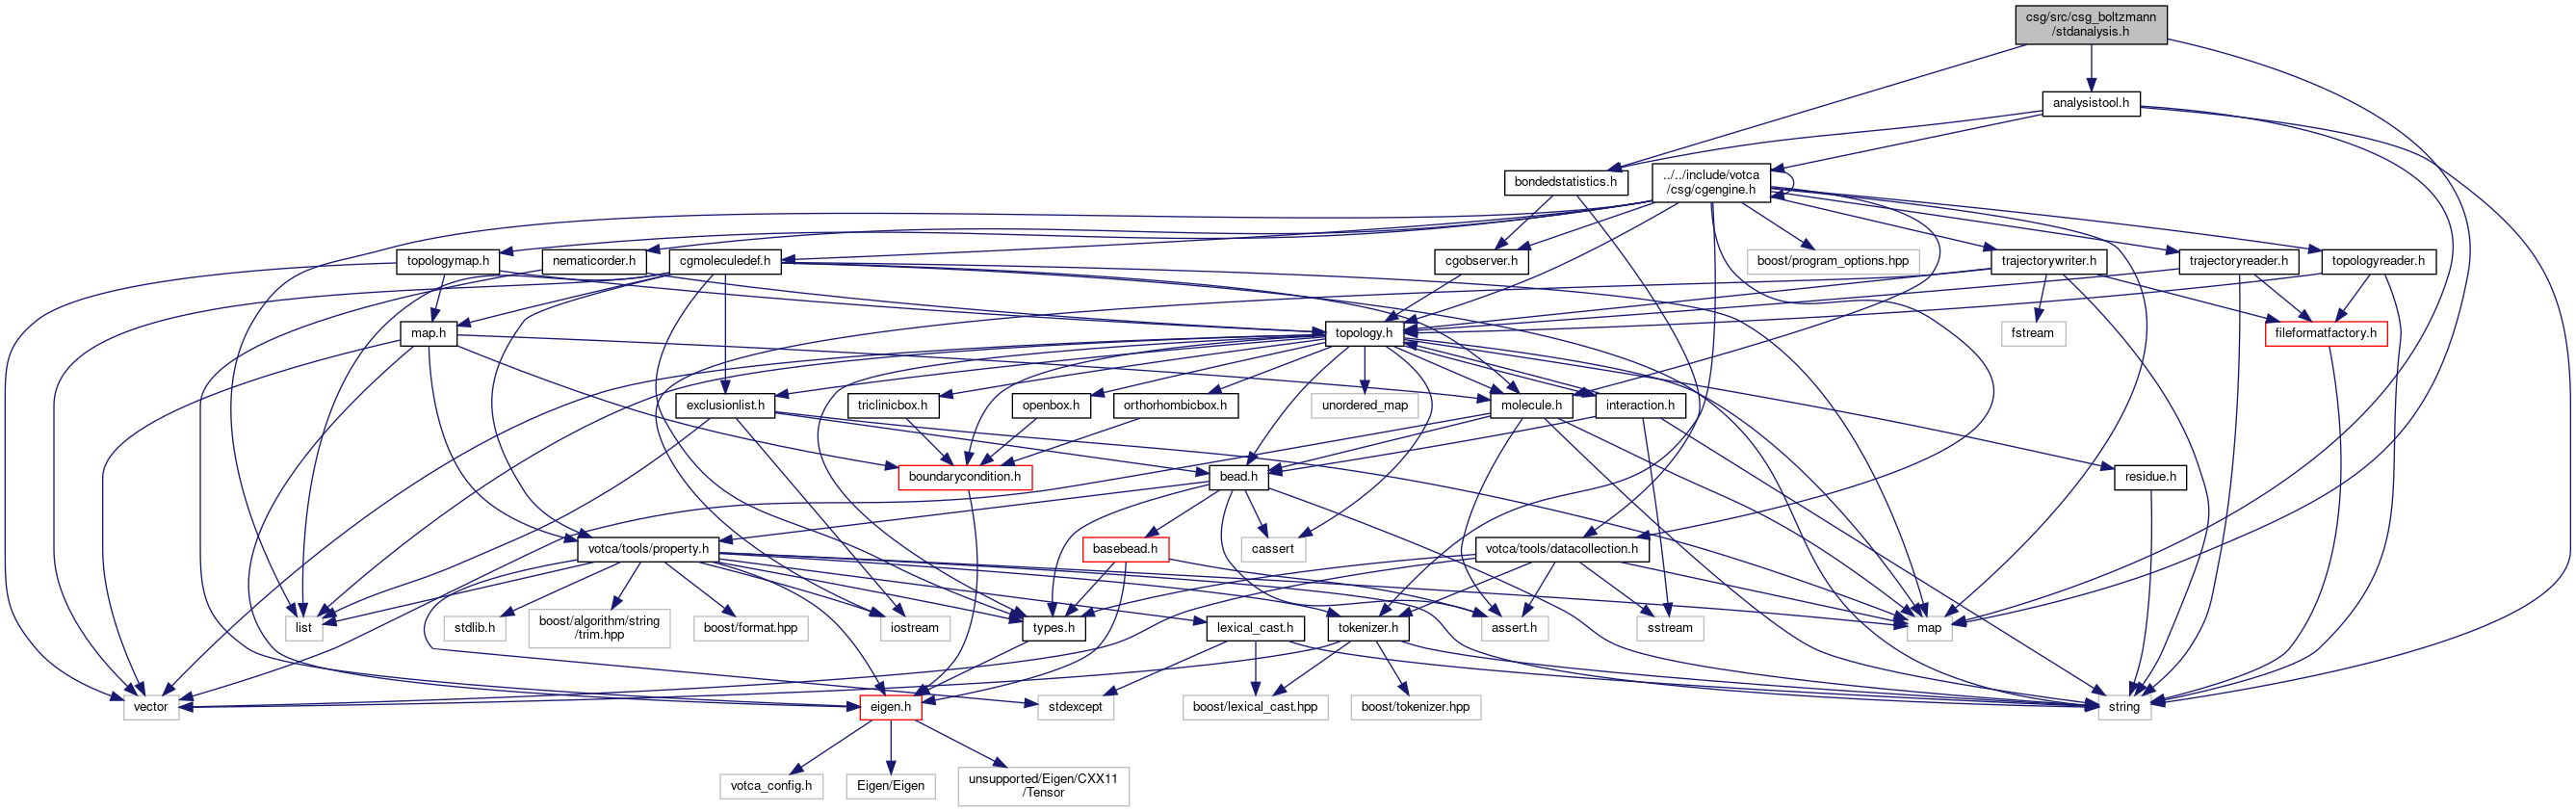 csg/src/csg_boltzmann
/stdanalysis.h
analysistool.h
bondedstatistics.h
../../include/votca
/csg/cgengine.h
topologymap.h
nematicorder.h
cgmoleculedef.h
cgobserver.h
boost/program_options.hpp
trajectorywriter.h
trajectoryreader.h
topologyreader.h
map.h
topology.h
fstream
fileformatfactory.h
exclusionlist.h
triclinicbox.h
openbox.h
orthorhombicbox.h
unordered_map
molecule.h
interaction.h
boundarycondition.h
bead.h
residue.h
votca/tools/property.h
basebead.h
cassert
votca/tools/datacollection.h
list
stdlib.h
boost/algorithm/string
/trim.hpp
boost/format.hpp
iostream
types.h
lexical_cast.h
tokenizer.h
assert.h
sstream
map
vector
eigen.h
stdexcept
boost/lexical_cast.hpp
boost/tokenizer.hpp
string
votca_config.h
Eigen/Eigen
unsupported/Eigen/CXX11
/Tensor